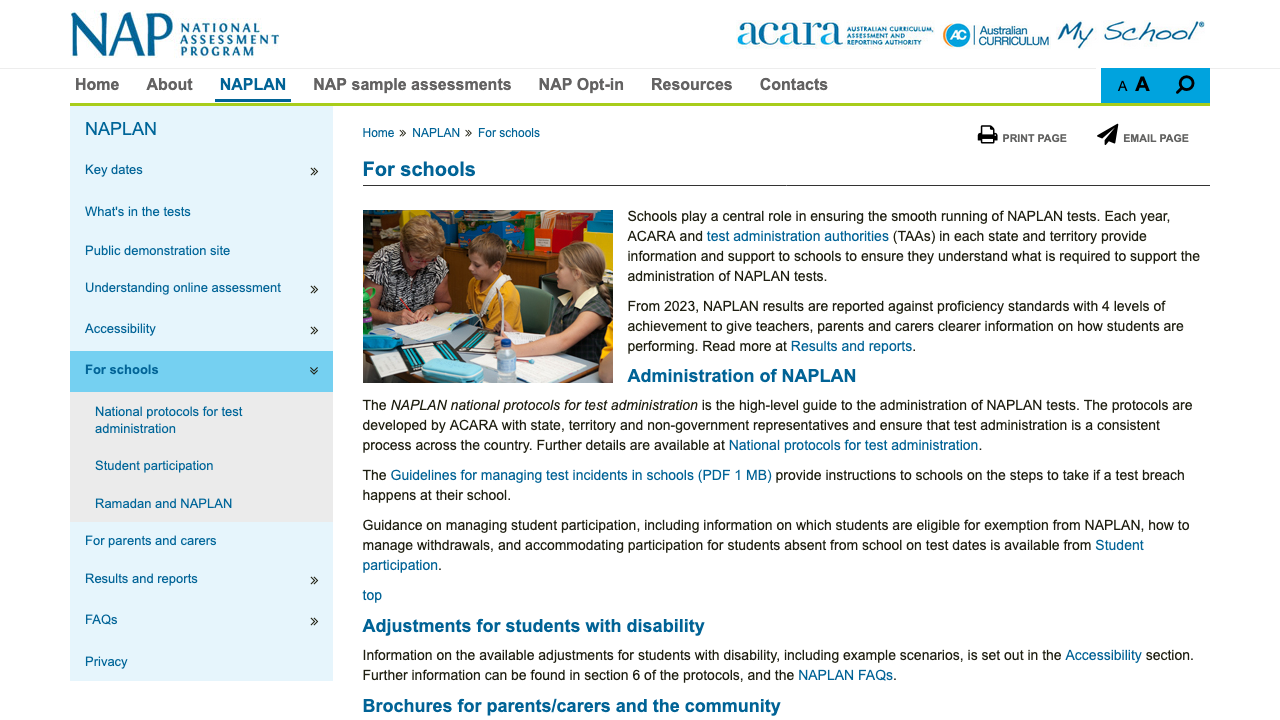 NAP NATIONAL ASSESSMENT PROGRAM
acara AUSTRALIAN CURRICULUM, ASSESSMENT AND REPORTING AUTHORITY
AC Australian CURRICULUM
My School®
Home About NAPLAN NAP sample assessments NAP Opt-in Resources Contacts
A A
NAPLAN
Key dates
What's in the tests
Public demonstration site
Understanding online assessment
Accessibility
For schools
National protocols for test
administration
Student participation
Ramadan and NAPLAN
For parents and carers
Results and reports
FAQs
Privacy
Home » NAPLAN » For schools
PRINT PAGE EMAIL PAGE
For schools
Schools play a central role in ensuring the smooth running of NAPLAN tests. Each year,
ACARA and test administration authorities (TAAs) in each state and territory provide
information and support to schools to ensure they understand what is required to support the
administration of NAPLAN tests.
From 2023, NAPLAN results are reported against proficiency standards with 4 levels of
achievement to give teachers, parents and carers clearer information on how students are
performing. Read more at Results and reports.
Administration of NAPLAN
The NAPLAN national protocols for test administration is the high-level guide to the administration of NAPLAN tests. The protocols are
developed by ACARA with state, territory and non-government representatives and ensure that test administration is a consistent
process across the country. Further details are available at National protocols for test administration.
The Guidelines for managing test incidents in schools (PDF 1 MB) provide instructions to schools on the steps to take if a test breach
happens at their school.
Guidance on managing student participation, including information on which students are eligible for exemption from NAPLAN, how to
manage withdrawals, and accommodating participation for students absent from school on test dates is available from Student
participation.
top
Adjustments for students with disability
Information on the available adjustments for students with disability, including example scenarios, is set out in the Accessibility section.
Further information can be found in section 6 of the protocols, and the NAPLAN FAQs.
Brochures for parents/carers and the community